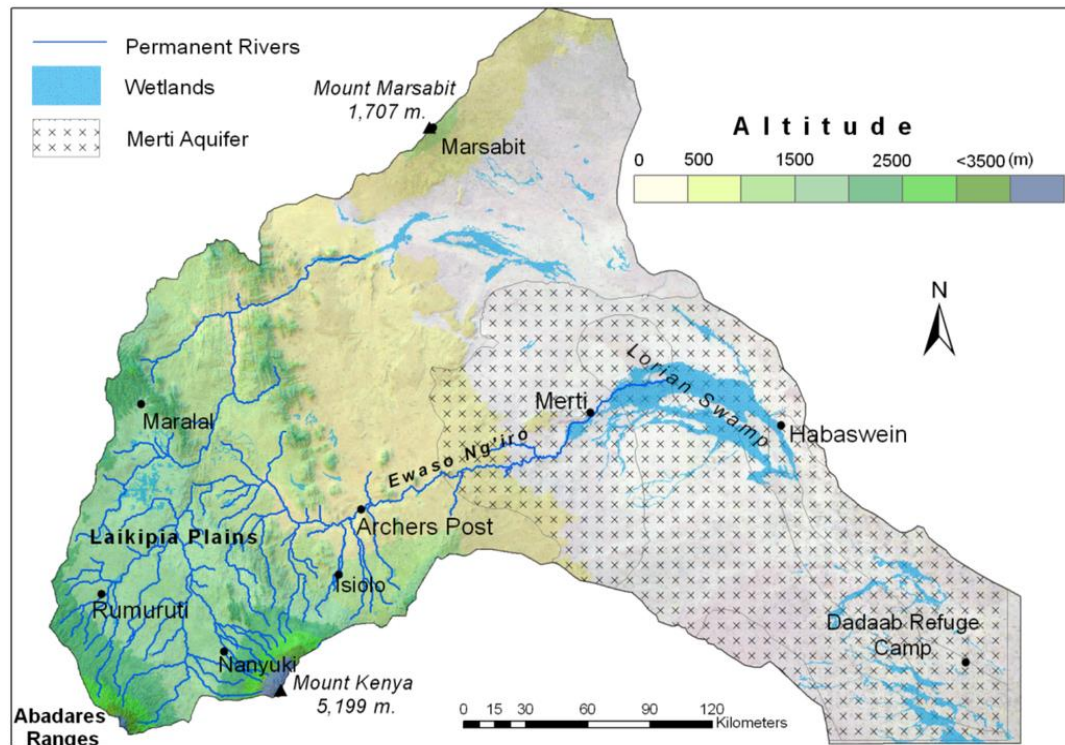 Permanent Rivers
Wetlands
Merti Aquifer
Mount Marsabit
1,707 m.
Marsabit
Altitude
0 500 1500 2500 <3500 (m)
N
Maralal
Merti
Lorian Swamp
Habaswein
Ewaso Ng'iro
Archers Post
Laikipia Plains
Isiolo
Rumuruti
Nanyuki
Dadaab Refuge
Camp
Mount Kenya
5,199 m.
Abadares
Ranges
0 15 30 60 90 120
Kilometers